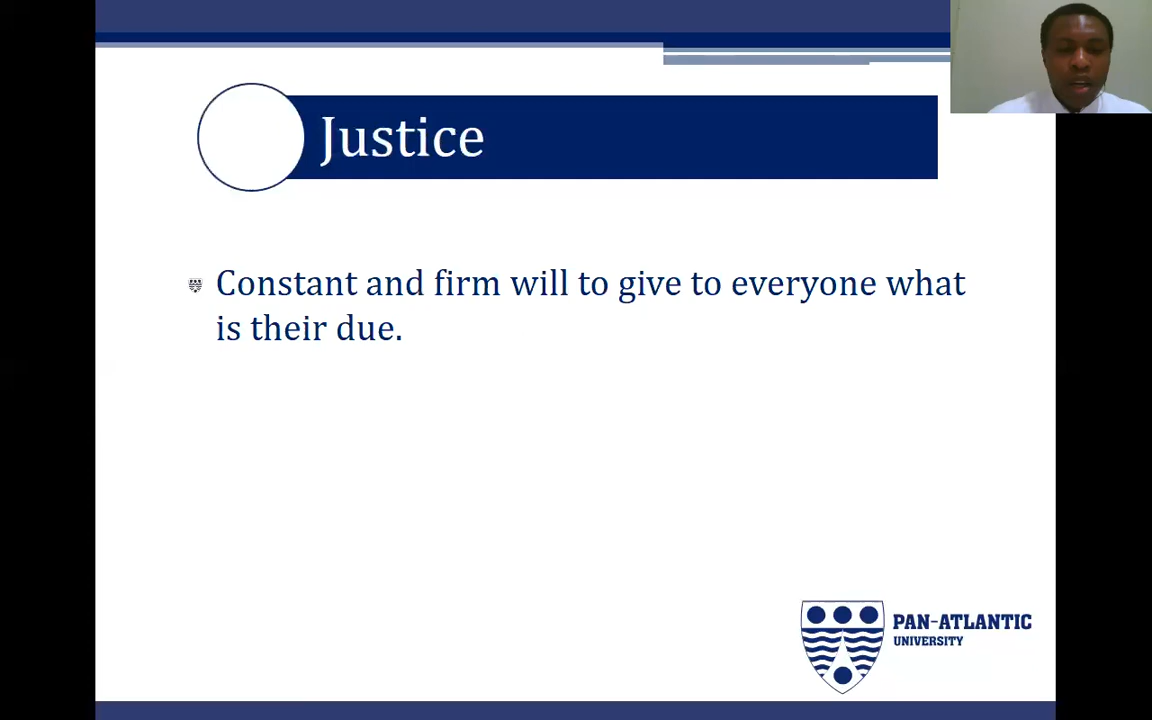 Justice
Constant and firm will to give to everyone what
is their due.
PAN-ATLANTIC
UNIVERSITY